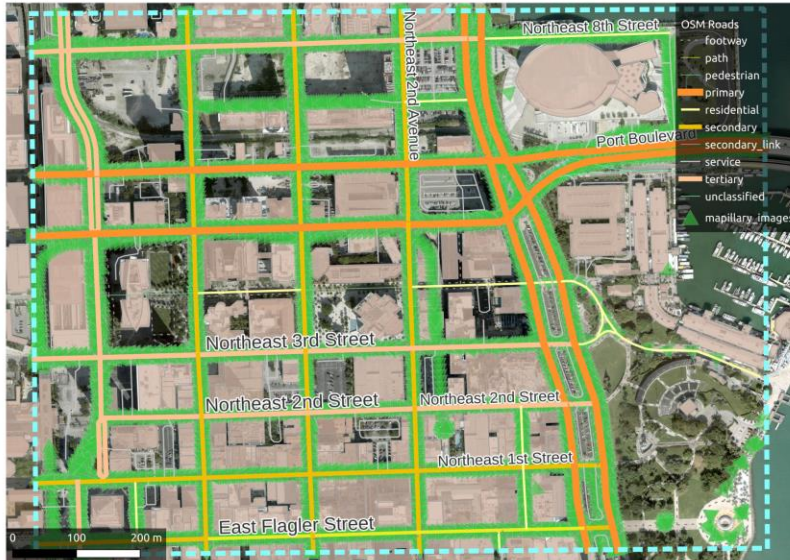 Northeast 8th Street
Northeast 2nd Avenue
Port Boulevard
Northeast 3rd Street
Northeast 2nd Street
Northeast 2nd Street
Northeast 1st Street
East Flagler Street
OSM Roads
footway
path
pedestrian
primary
residential
secondary
secondary_link
service
tertiary
unclassified
mapillary_images
0 100 200 m